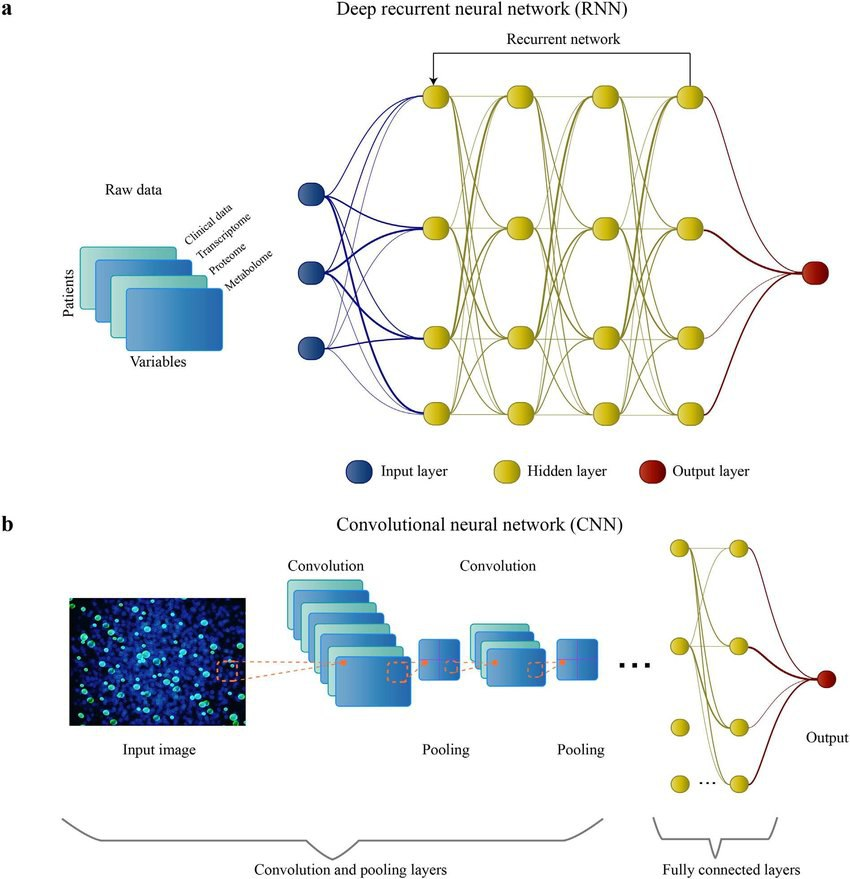 a
Deep recurrent neural network (RNN)
Recurrent network
Raw data
Clinical data
Transcriptome
Proteome
Metabolome
Patients
Variables
Input layer
Hidden layer
Output layer
b
Convolutional neural network (CNN)
Convolution
Convolution
...
Input image
Pooling
Pooling
Output
...
Convolution and pooling layers
Fully connected layers